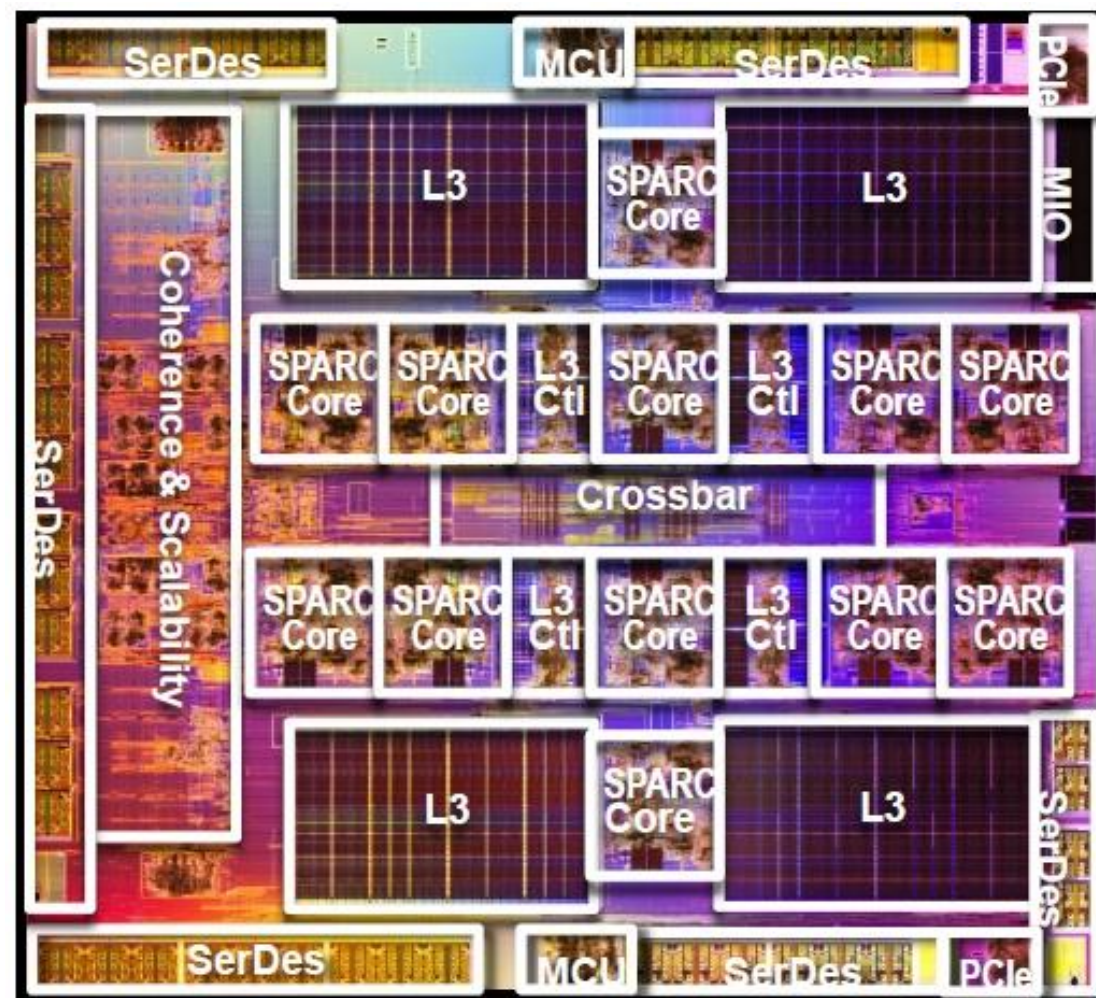 SerDes
MCU
SerDes
PCIe
L3
SPARC
Core
L3
MIO
SerDes
Coherence & Scalability
SPARC
Core
SPARC
Core
L3
Ctl
SPARC
Core
L3
Ctl
SPARC
Core
SPARC
Core
Crossbar
SPARC
Core
SPARC
Core
L3
Ctl
SPARC
Core
L3
Ctl
SPARC
Core
SPARC
Core
L3
SPARC
Core
L3
SerDes
SerDes
MCU
SerDes
PCIe